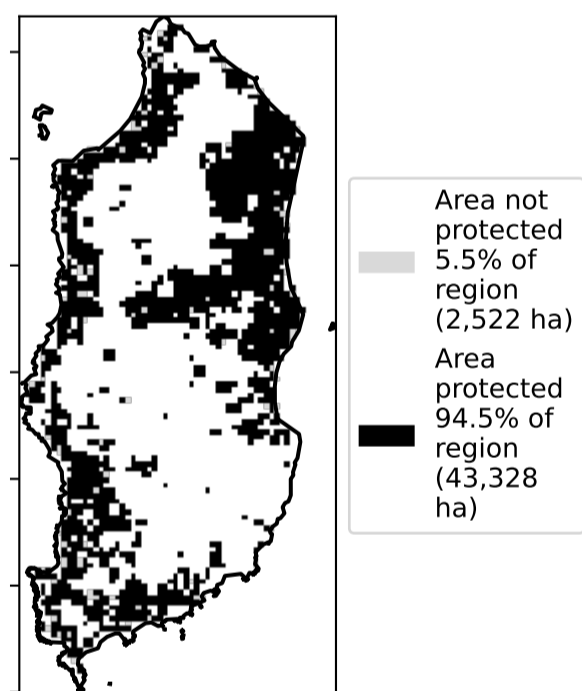 Area not
protected
5.5% of
region
(2,522 ha)
Area
protected
94.5% of
region
(43,328
ha)